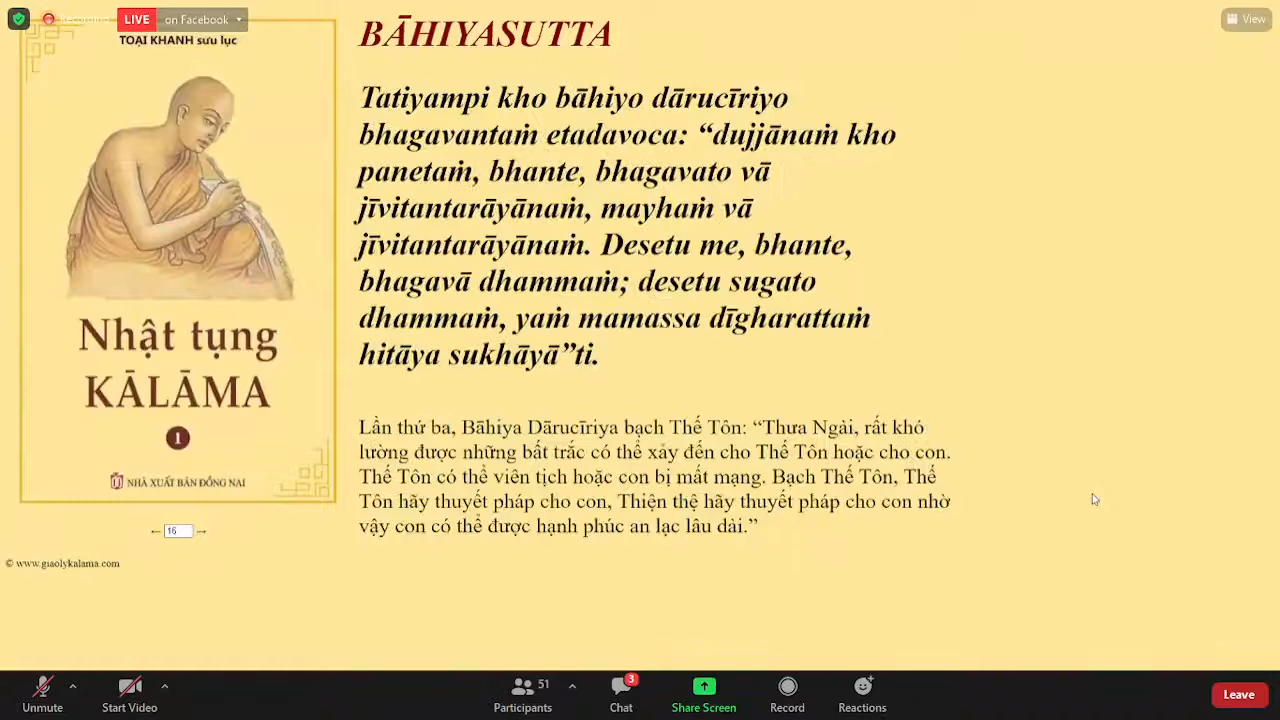 Recording
LIVE on Facebook
View
TOẠI KHANH sưu lục
Nhật tụng
KĀLĀMA
1
NHÀ XUẤT BẢN ĐỒNG NAI
← 16 →
© www.giaolykalama.com
BĀHIYASUTTA
Tatiyampi kho bāhiyo dārucīriyo
bhagavantaṁ etadavoca: “dujjānaṁ kho
panetaṁ, bhante, bhagavato vā
jīvitantarāyānaṁ, mayhaṁ vā
jīvitantarāyānaṁ. Desetu me, bhante,
bhagavā dhammaṁ; desetu sugato
dhammaṁ, yaṁ mamassa dīgharattaṁ
hitāya sukhāyā”ti.
Lần thứ ba, Bāhiya Dārucīriya bạch Thế Tôn: “Thưa Ngài, rất khó
lường được những bất trắc có thể xảy đến cho Thế Tôn hoặc cho con.
Thế Tôn có thể viên tịch hoặc con bị mất mạng. Bạch Thế Tôn, Thế
Tôn hãy thuyết pháp cho con, Thiện thệ hãy thuyết pháp cho con nhờ
vậy con có thể được hạnh phúc an lạc lâu dài.”
Unmute
Start Video
51
Participants
3
Chat
Share Screen
Record
Reactions
Leave